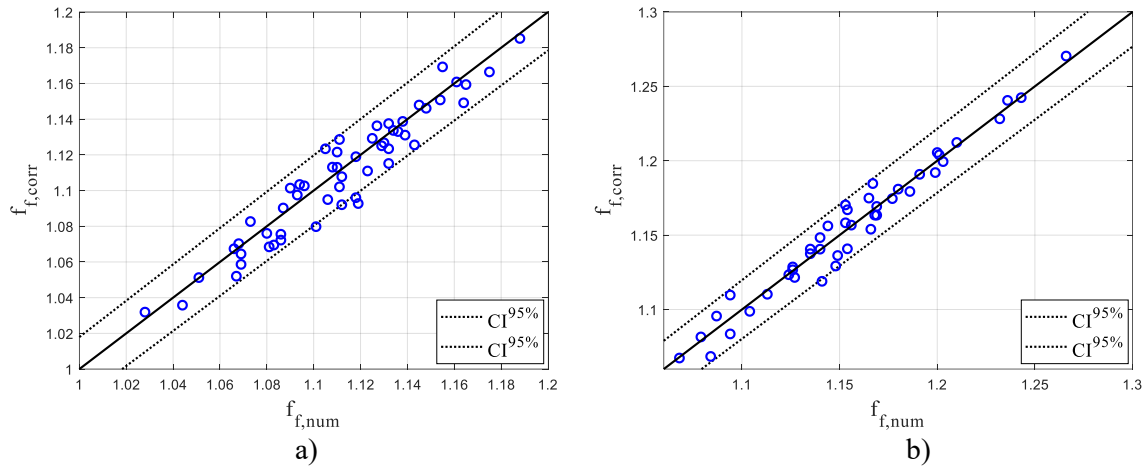 1.2
1.18
1.16
1.14
1.12
1.1
1.08
1.06
1.04
1.02
1
f_f,corr
1 1.02 1.04 1.06 1.08 1.1 1.12 1.14 1.16 1.18 1.2
f_f,num
CI^95%
CI^95%
a)
1.3
1.25
1.2
1.15
1.1
f_f,corr
1.1 1.15 1.2 1.25 1.3
f_f,num
CI^95%
CI^95%
b)